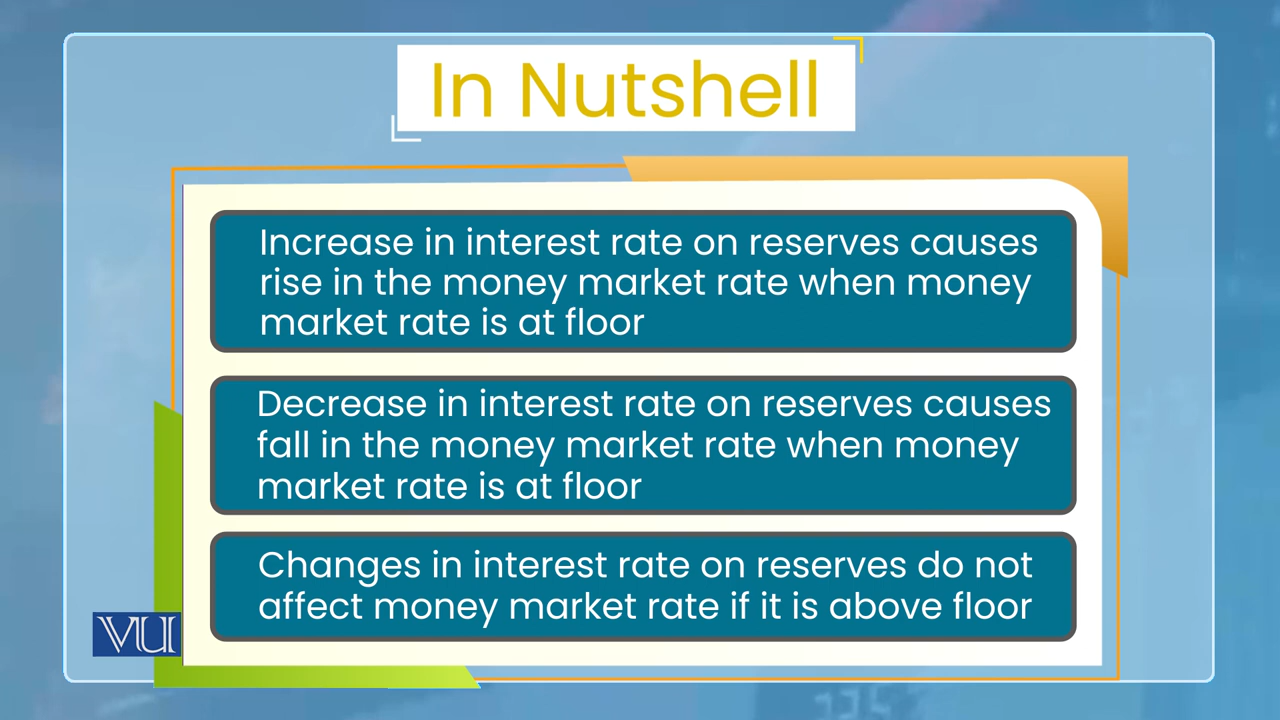 In Nutshell
Increase in interest rate on reserves causes
rise in the money market rate when money
market rate is at floor
Decrease in interest rate on reserves causes
fall in the money market rate when money
market rate is at floor
Changes in interest rate on reserves do not
affect money market rate if it is above floor
VU